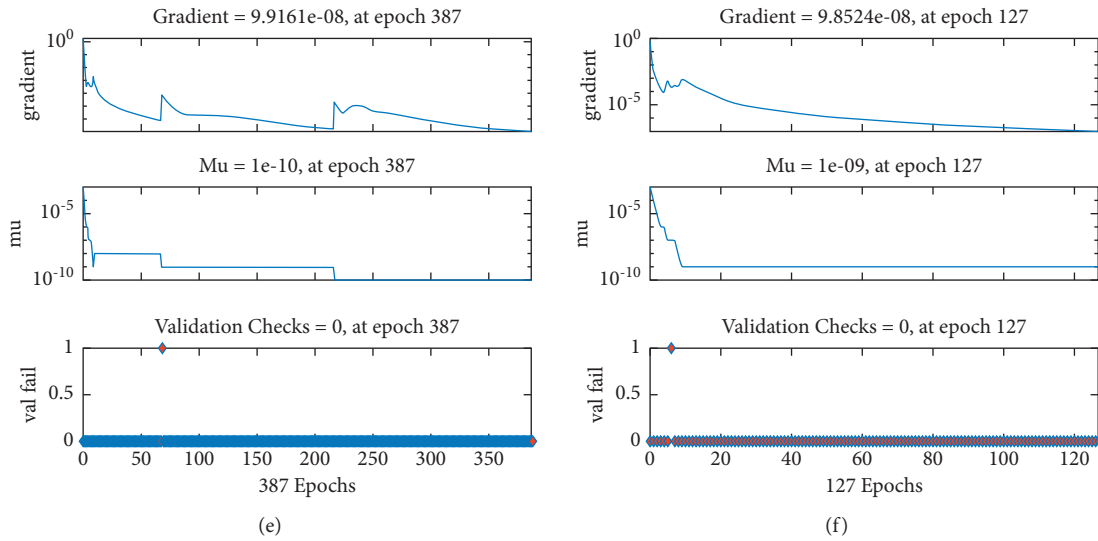 Gradient = 9.9161e-08, at epoch 387
10^0
gradient
Mu = 1e-10, at epoch 387
10^-5
10^-10
mu
Validation Checks = 0, at epoch 387
1
0.5
0
val fail
0 50 100 150 200 250 300 350
387 Epochs
(e)
Gradient = 9.8524e-08, at epoch 127
10^0
10^-5
gradient
Mu = 1e-09, at epoch 127
10^-5
10^-10
mu
Validation Checks = 0, at epoch 127
1
0.5
0
val fail
0 20 40 60 80 100 120
127 Epochs
(f)